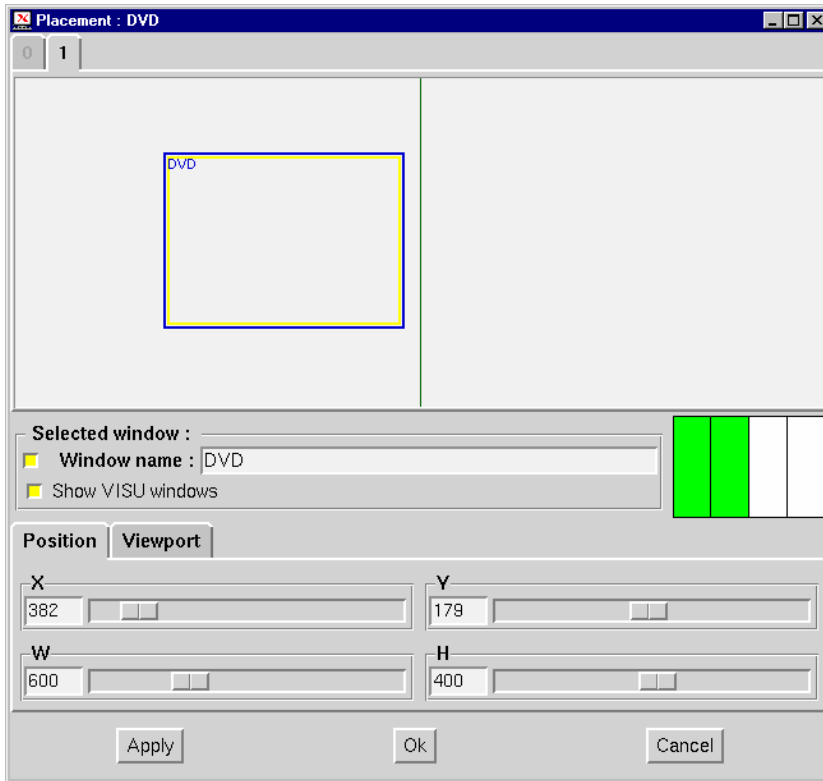 Placement : DVD
0 1
DVD
Selected window :
Window name : DVD
Show VISU windows
Position Viewport
X Y
382 179
W H
600 400
Apply Ok Cancel